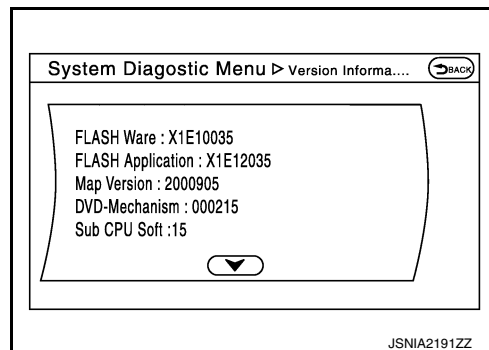 System Diagostic Menu ▷ Version Informa....
BACK
FLASH Ware : X1E10035
FLASH Application : X1E12035
Map Version : 2000905
DVD-Mechanism : 000215
Sub CPU Soft :15
JSNIA2191ZZ